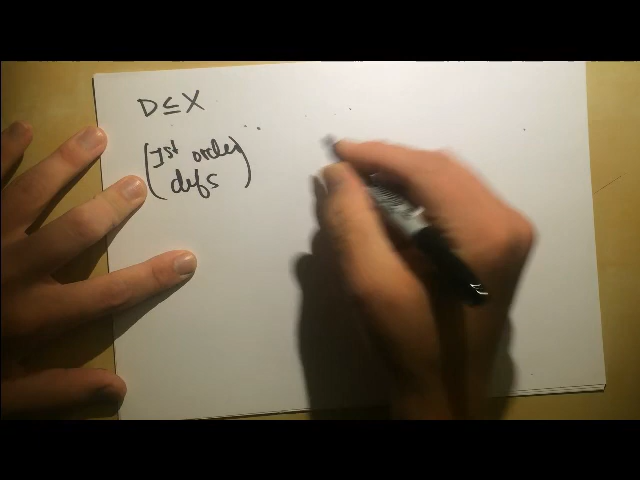 D ⊆ X
(1st order
defs)